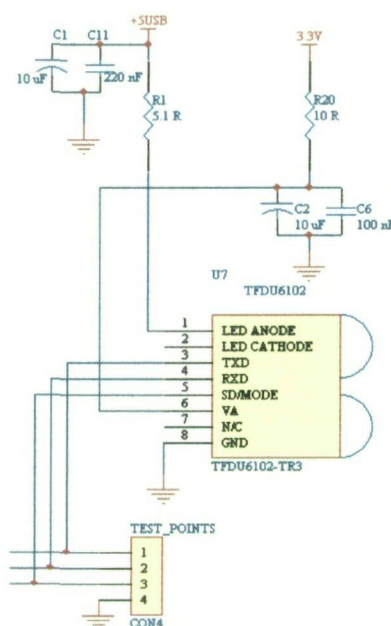 +5USB
C1
C11
10 uF
220 nF
R1
5.1 R
3.3V
R20
10 R
C2
10 uF
C6
100 nF
U7
TFDU6102
1 LED ANODE
2 LED CATHODE
3 TXD
4 RXD
5 SD/MODE
6 VA
7 N/C
8 GND
TFDU6102-TR3
TEST_POINTS
1
2
3
4
CON4